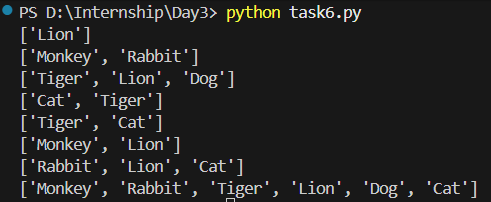 PS D:\Internship\Day3> python task6.py
['Lion']
['Monkey', 'Rabbit']
['Tiger', 'Lion', 'Dog']
['Cat', 'Tiger']
['Tiger', 'Cat']
['Monkey', 'Lion']
['Rabbit', 'Lion', 'Cat']
['Monkey', 'Rabbit', 'Tiger', 'Lion', 'Dog', 'Cat']